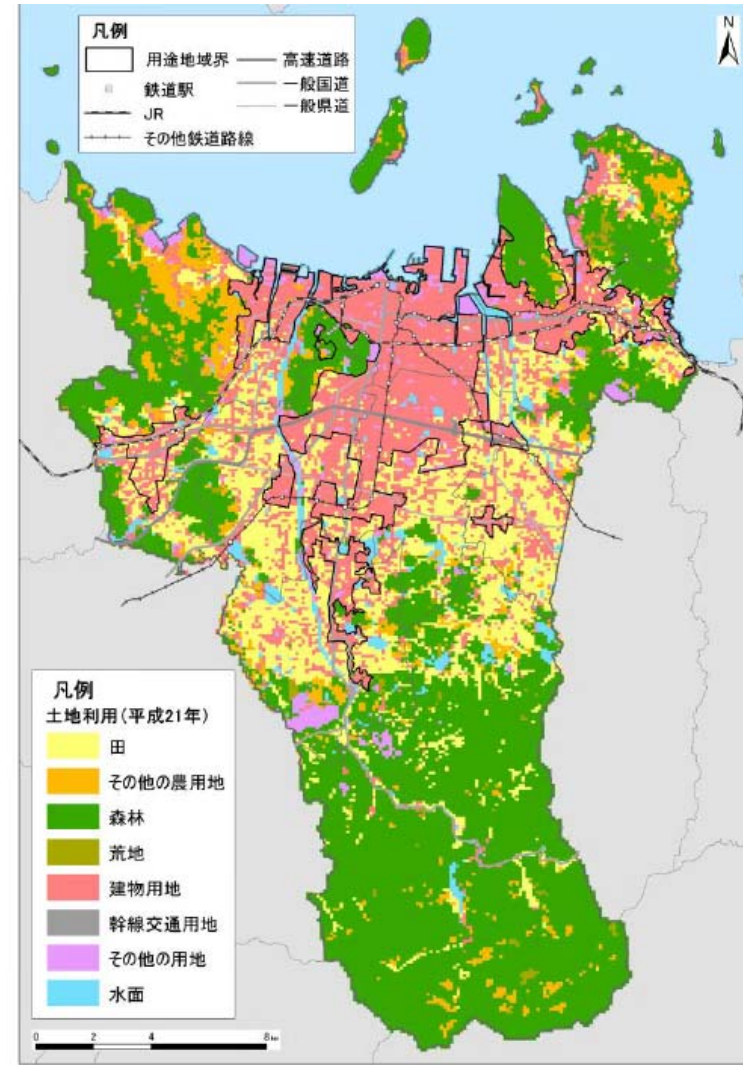 凡例
用途地域界
高速道路
鉄道駅
一般国道
JR
一般県道
その他鉄道路線
N
凡例
土地利用(平成21年)
田
その他の農用地
森林
荒地
建物用地
幹線交通用地
その他の用地
水面
0 2 4 8 km